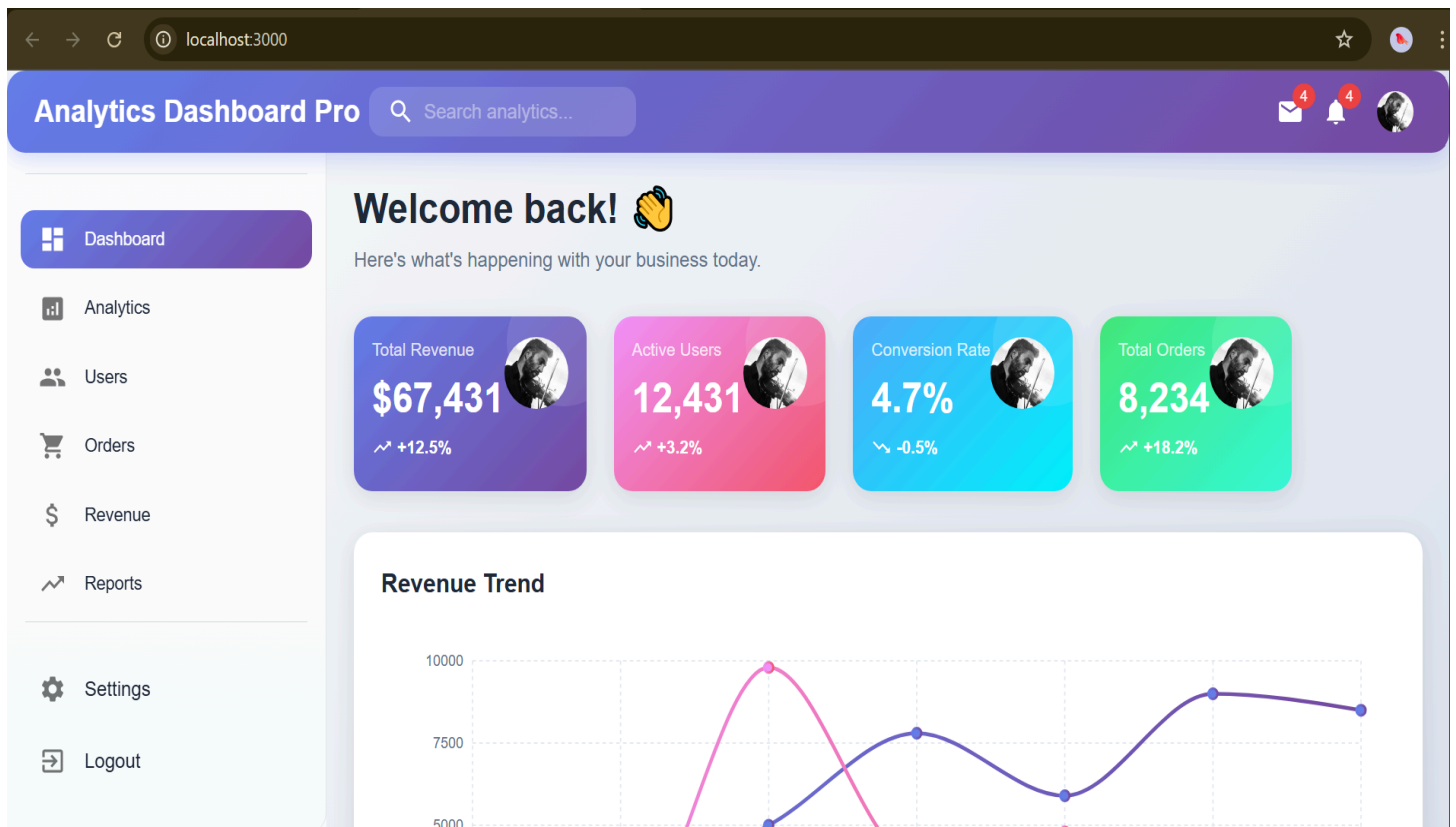 localhost:3000
Analytics Dashboard Pro
Search analytics...
4
4
Dashboard
Analytics
Users
Orders
Revenue
Reports
Settings
Logout
Welcome back! 👋
Here's what's happening with your business today.
Total Revenue
$67,431
+12.5%
Active Users
12,431
+3.2%
Conversion Rate
4.7%
-0.5%
Total Orders
8,234
+18.2%
Revenue Trend
10000
7500
5000